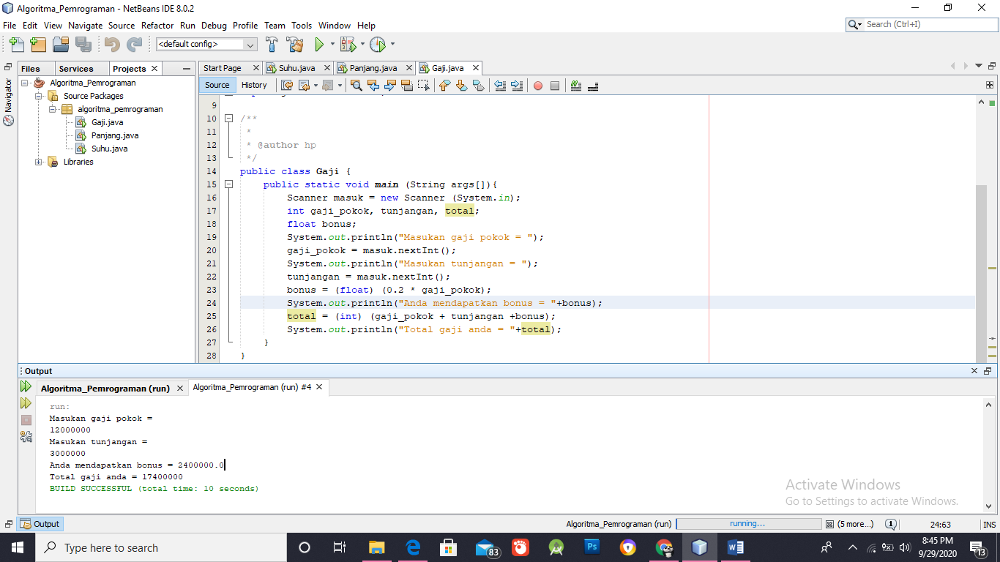 Algoritma_Pemrograman - NetBeans IDE 8.0.2
File Edit View Navigate Source Refactor Run Debug Profile Team Tools Window Help
Search (Ctrl+I)
<default config>
Navigator
Files Services Projects
Algoritma_Pemrograman
Source Packages
algoritma_pemrograman
Gaji.java
Panjang.java
Suhu.java
Libraries
Start Page Suhu.java Panjang.java Gaji.java
Source History
9
10 /**
11 *
12 * @author hp
13 */
14 public class Gaji {
15 public static void main (String args[]){
16 Scanner masuk = new Scanner (System.in);
17 int gaji_pokok, tunjangan, total;
18 float bonus;
19 System.out.println("Masukan gaji pokok = ");
20 gaji_pokok = masuk.nextInt();
21 System.out.println("Masukan tunjangan = ");
22 tunjangan = masuk.nextInt();
23 bonus = (float) (0.2 * gaji_pokok);
24 System.out.println("Anda mendapatkan bonus = "+bonus);
25 total = (int) (gaji_pokok + tunjangan +bonus);
26 System.out.println("Total gaji anda = "+total);
27 }
28 }
Output
Algoritma_Pemrograman (run) Algoritma_Pemrograman (run) #4
run:
Masukan gaji pokok =
12000000
Masukan tunjangan =
3000000
Anda mendapatkan bonus = 2400000.0
Total gaji anda = 17400000
BUILD SUCCESSFUL (total time: 10 seconds)
Activate Windows
Go to Settings to activate Windows.
Output
Algoritma_Pemrograman (run) running... (5 more...) 1 24:63 INS
Type here to search
83
Ps
8:45 PM
9/29/2020
13